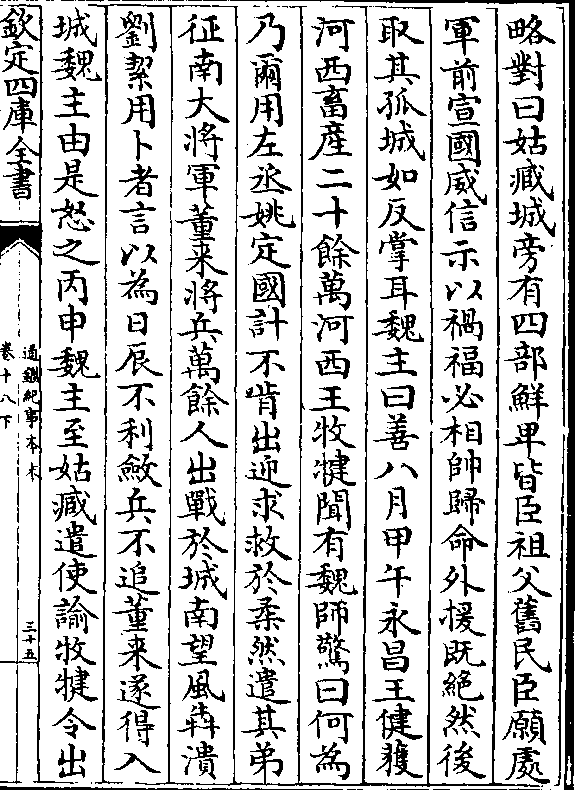 略對曰姑臧城旁有四部鮮卑皆臣祖父舊民臣願處
軍前宣國威信示以禍福必相帥歸命外援既絶然後
取其孤城如反掌耳魏主曰善八月甲午永昌王健獲
河西畜産二十餘萬河西王牧犍聞有魏師驚曰何為
乃爾用左丞姚定國計不肯出迎求救於柔然遣其弟
征南大將軍董来將兵萬餘人出戰於城南望風犇潰
劉絜用卜者言以為日辰不利斂兵不追董来遂得入
城魏主由是怒之丙申魏主至姑臧遣使諭牧犍令出
欽定四庫全書
通鑑紀事本末
卷十八下
三十五